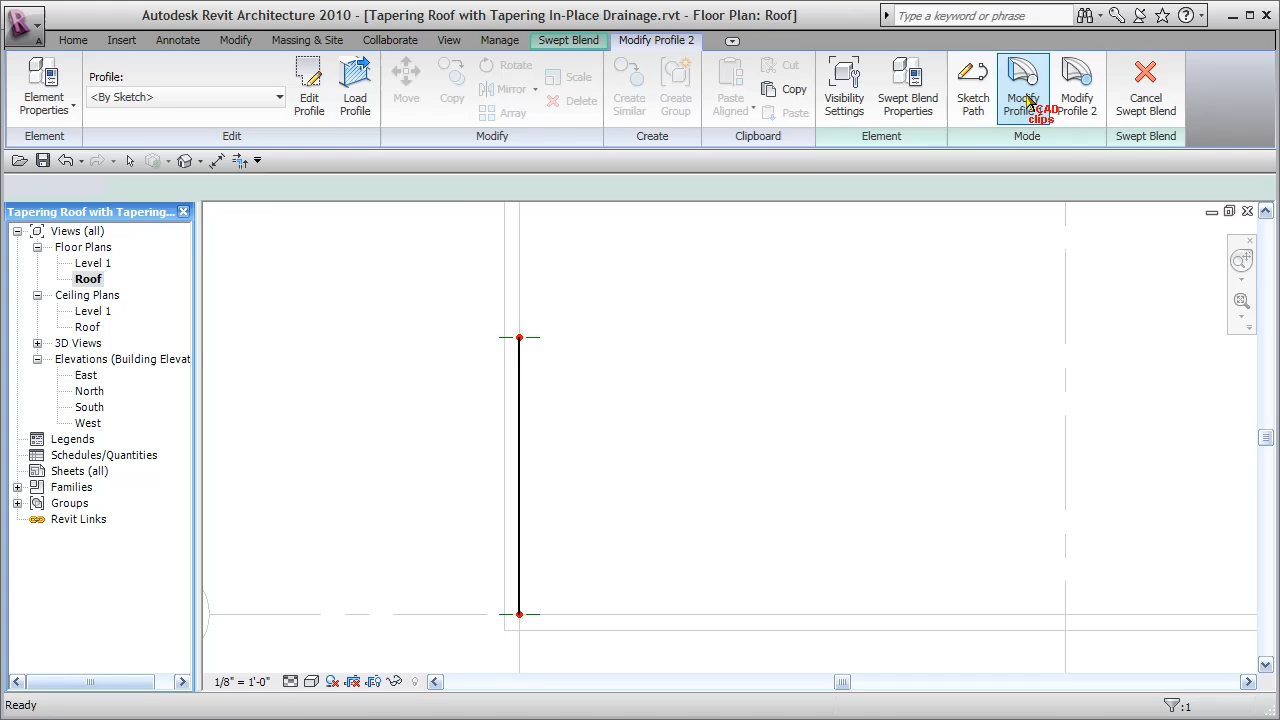 Autodesk Revit Architecture 2010 - [Tapering Roof with Tapering In-Place Drainage.rvt - Floor Plan: Roof]
Type a keyword or phrase
Home Insert Annotate Modify Massing & Site Collaborate View Manage Swept Blend Modify Profile 2
Element Properties
Profile:
<By Sketch>
Edit Profile
Load Profile
Move
Copy
Rotate
Mirror
Array
Scale
Delete
Create Similar
Create Group
Paste Aligned
Cut
Copy
Paste
Visibility Settings
Swept Blend Properties
Sketch Path
Modify
Modify Profile 2
CAD
clips
Cancel Swept Blend
Element Edit Modify Create Clipboard Element Mode Swept Blend
Tapering Roof with Tapering...
Views (all)
Floor Plans
Level 1
Roof
Ceiling Plans
Level 1
Roof
3D Views
Elevations (Building Elevat
East
North
South
West
Legends
Schedules/Quantities
Sheets (all)
Families
Groups
Revit Links
1/8" = 1'-0"
Ready
:1